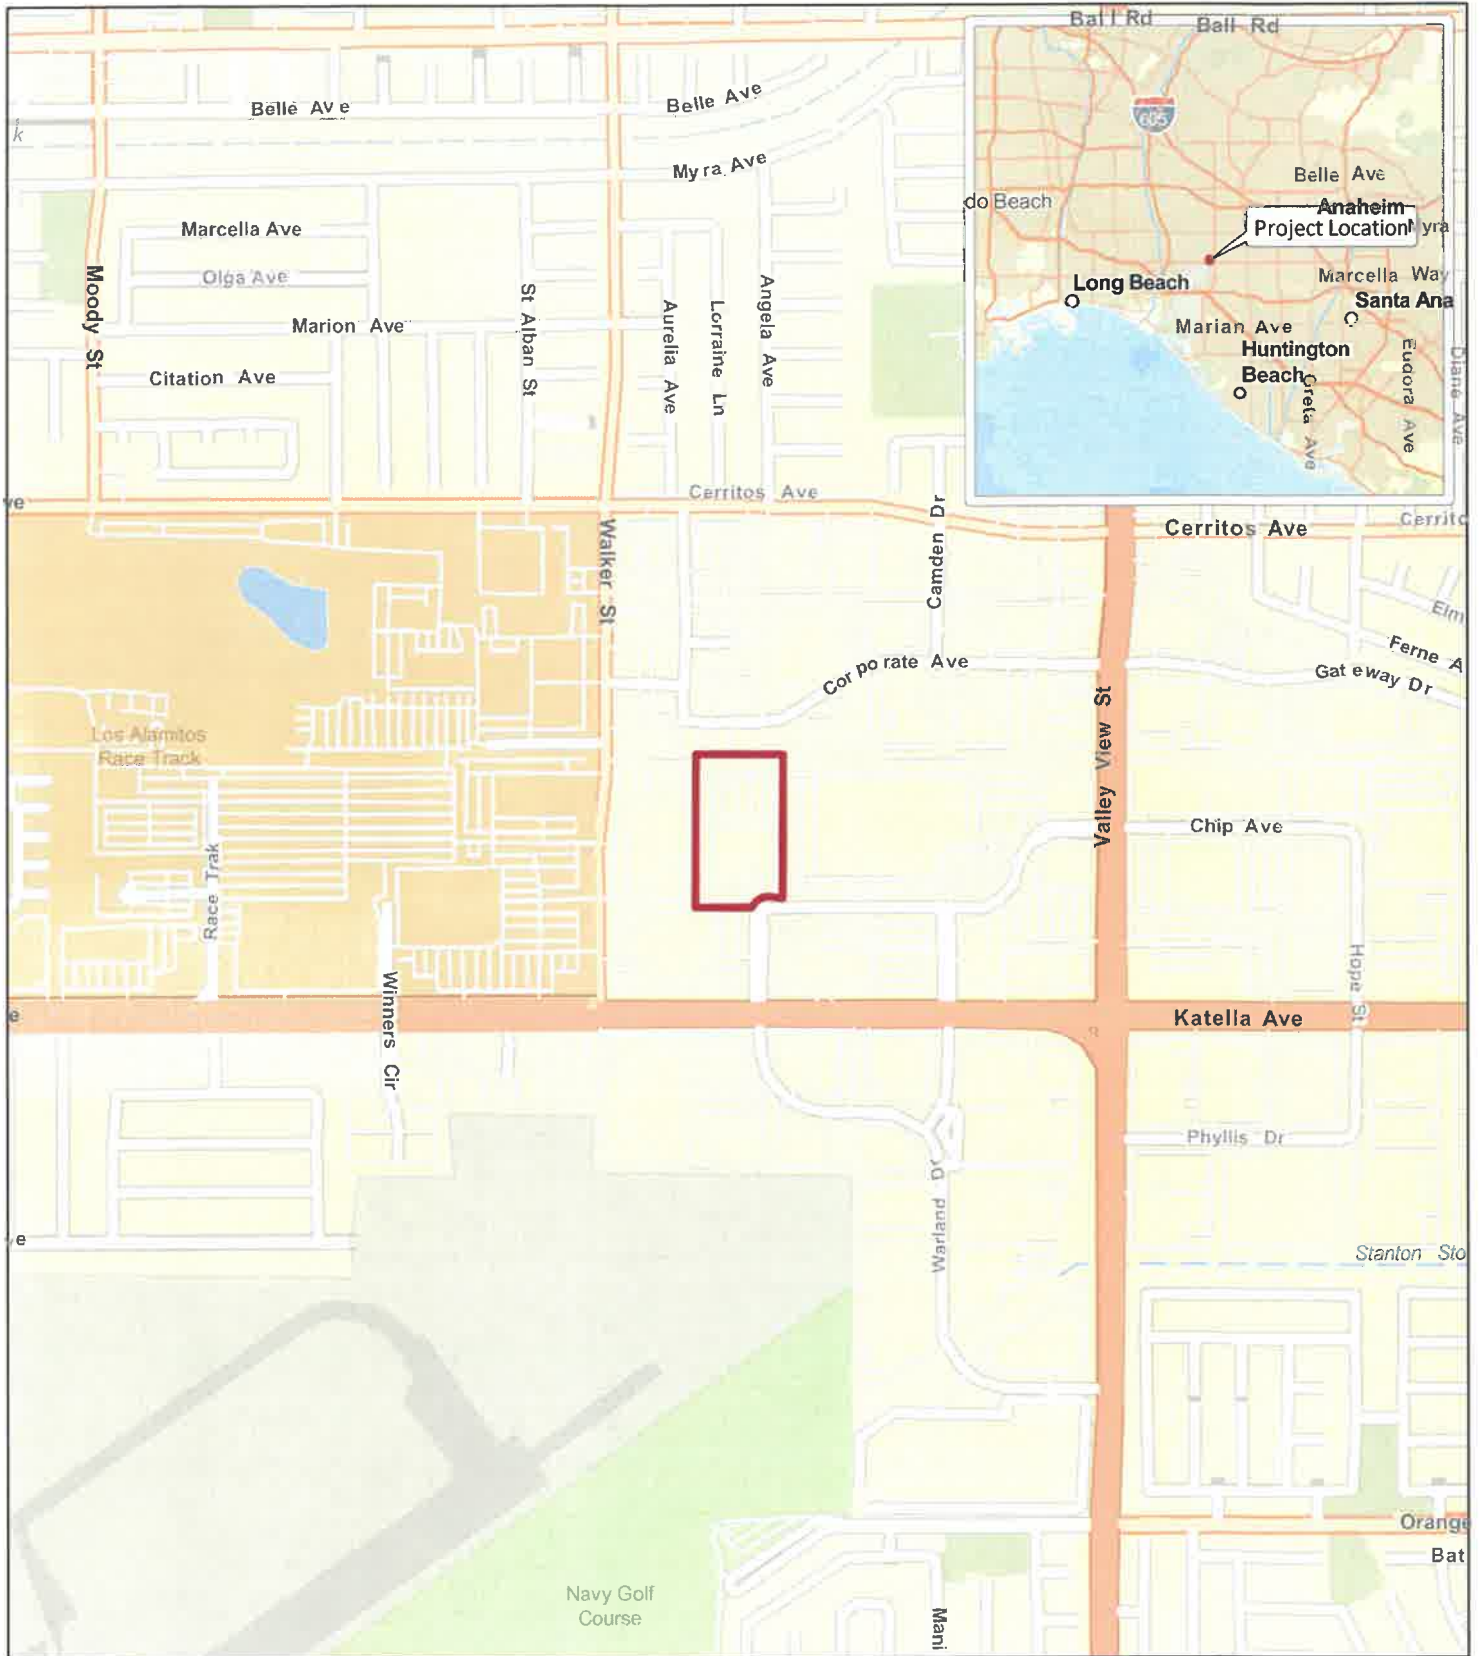 Ball Rd
Ball Rd
Belle Ave
Belle Ave
k
Myra Ave
Marcella Ave
Olga Ave
Moody St
Marion Ave
Citation Ave
St Alban St
Aurelia Ave
Lorraine Ln
Angela Ave
605
Belle Ave
do Beach
Anaheim
Project Location
Myra
Marcella Way
Long Beach
Santa Ana
Marian Ave
Huntington
Beach
Greta Ave
Eudora Ave
Diane Ave
ve
Cerritos Ave
Cerritos Ave
Cerrito
Walker St
Camden Dr
Elm
Ferne A
Corporate Ave
Gateway Dr
Valley View St
Los Alamitos
Race Track
Chip Ave
Race Trak
Winners Cir
Hope St
e
Katella Ave
Phyllis Dr
Warland Dr
ve
Stanton Sto
Orange
Bat
Navy Golf
Course
Mani